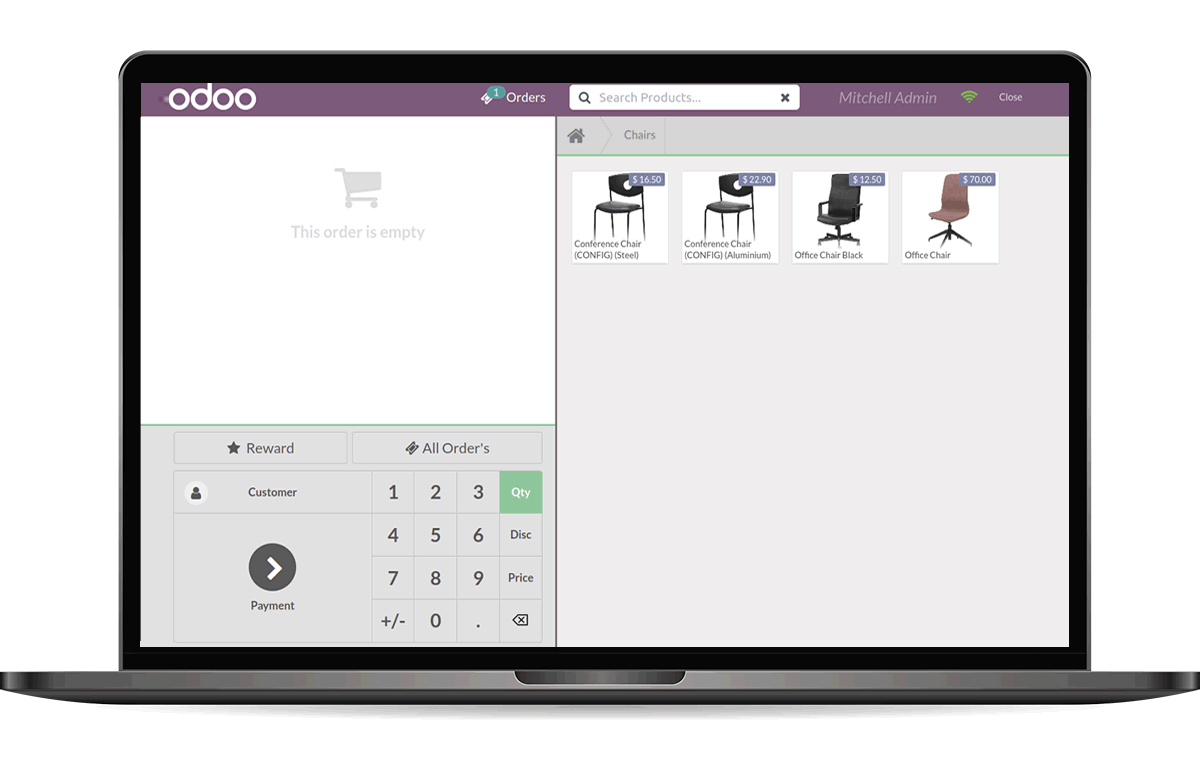 odoo
1
Orders
Search Products...
Mitchell Admin
Close
Chairs
This order is empty
$ 16.50
Conference Chair
(CONFIG) (Steel)
$ 22.90
Conference Chair
(CONFIG) (Aluminium)
$ 12.50
Office Chair Black
$ 70.00
Office Chair
Reward
All Order's
Customer
Payment
1 2 3 Qty
4 5 6 Disc
7 8 9 Price
+/- 0 .